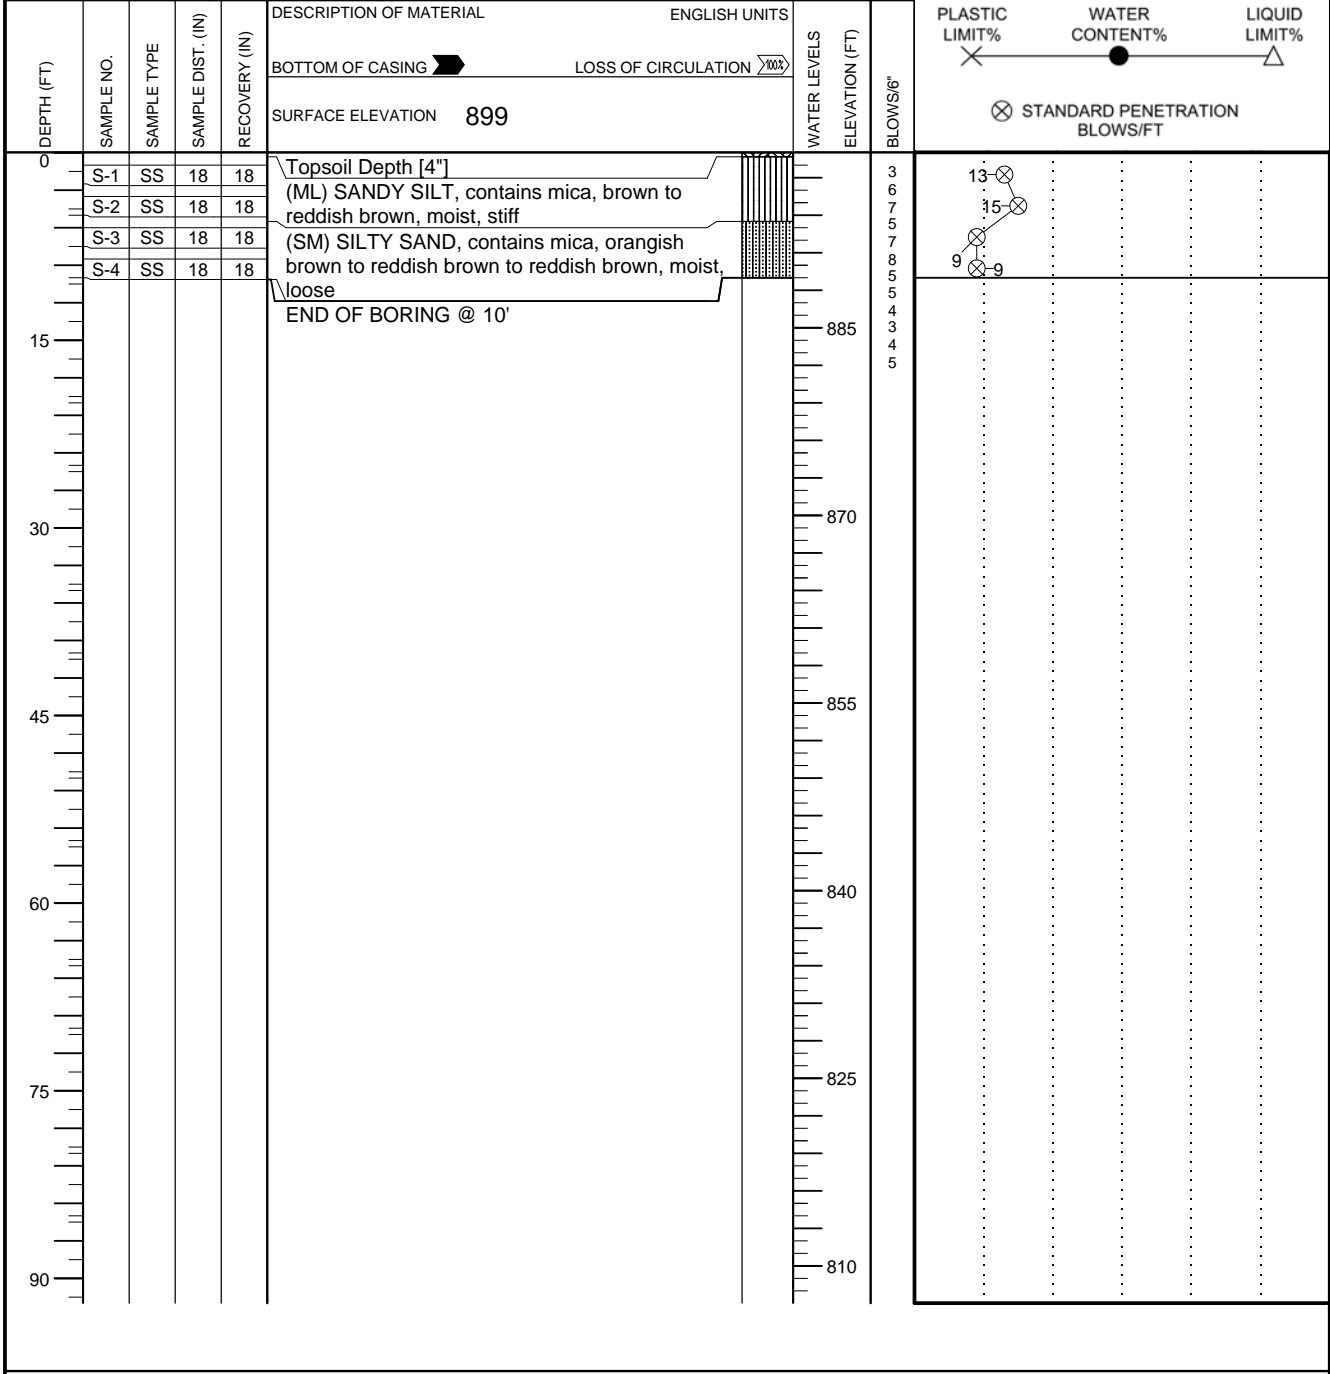 DEPTH (FT)
SAMPLE NO.
SAMPLE TYPE
SAMPLE DIST. (IN)
RECOVERY (IN)
DESCRIPTION OF MATERIAL ENGLISH UNITS
BOTTOM OF CASING LOSS OF CIRCULATION 100%
SURFACE ELEVATION 899
WATER LEVELS
ELEVATION (FT)
BLOWS/6"
PLASTIC LIMIT%
WATER CONTENT%
LIQUID LIMIT%
STANDARD PENETRATION
BLOWS/FT
0
15
30
45
60
75
90
S-1 SS 18 18
S-2 SS 18 18
S-3 SS 18 18
S-4 SS 18 18
Topsoil Depth [4"]
(ML) SANDY SILT, contains mica, brown to
reddish brown, moist, stiff
(SM) SILTY SAND, contains mica, orangish
brown to reddish brown to reddish brown, moist,
loose
END OF BORING @ 10'
885
870
855
840
825
810
3
6
7
5
7
8
5
5
4
3
4
5
13
15
9
9